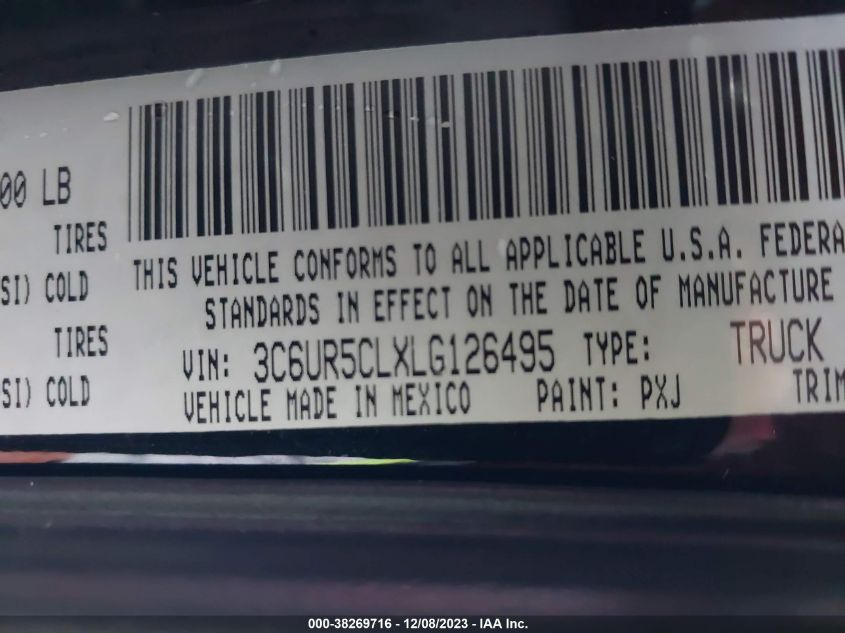 00 LB
TIRES
SI) COLD
TIRES
SI) COLD
THIS VEHICLE CONFORMS TO ALL APPLICABLE U.S.A. FEDERA
STANDARDS IN EFFECT ON THE DATE OF MANUFACTURE
VIN: 3C6UR5CLXLG126495 TYPE: TRUCK
VEHICLE MADE IN MEXICO PAINT: PXJ TRIM
000-38269716 - 12/08/2023 - IAA Inc.